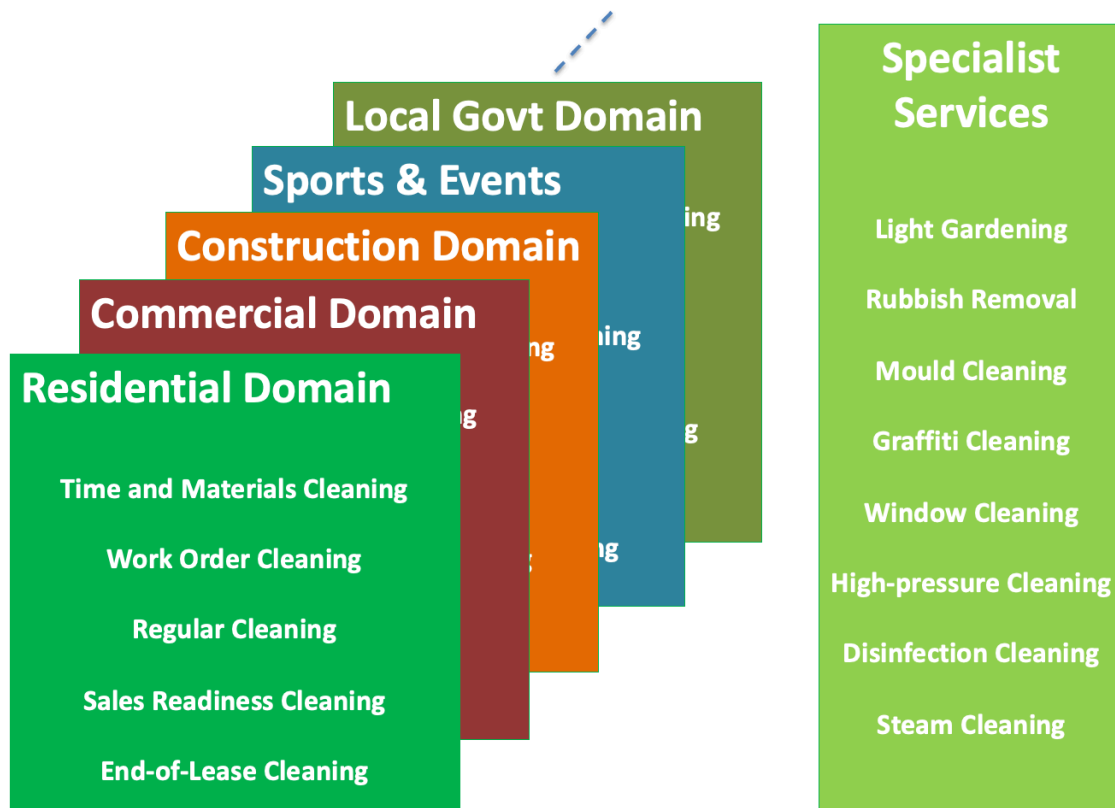 Specialist
Services
Local Govt Domain
Sports & Events
Construction Domain
Commercial Domain
Residential Domain
Time and Materials Cleaning
Work Order Cleaning
Regular Cleaning
Sales Readiness Cleaning
End-of-Lease Cleaning
Light Gardening
Rubbish Removal
Mould Cleaning
Graffiti Cleaning
Window Cleaning
High-pressure Cleaning
Disinfection Cleaning
Steam Cleaning